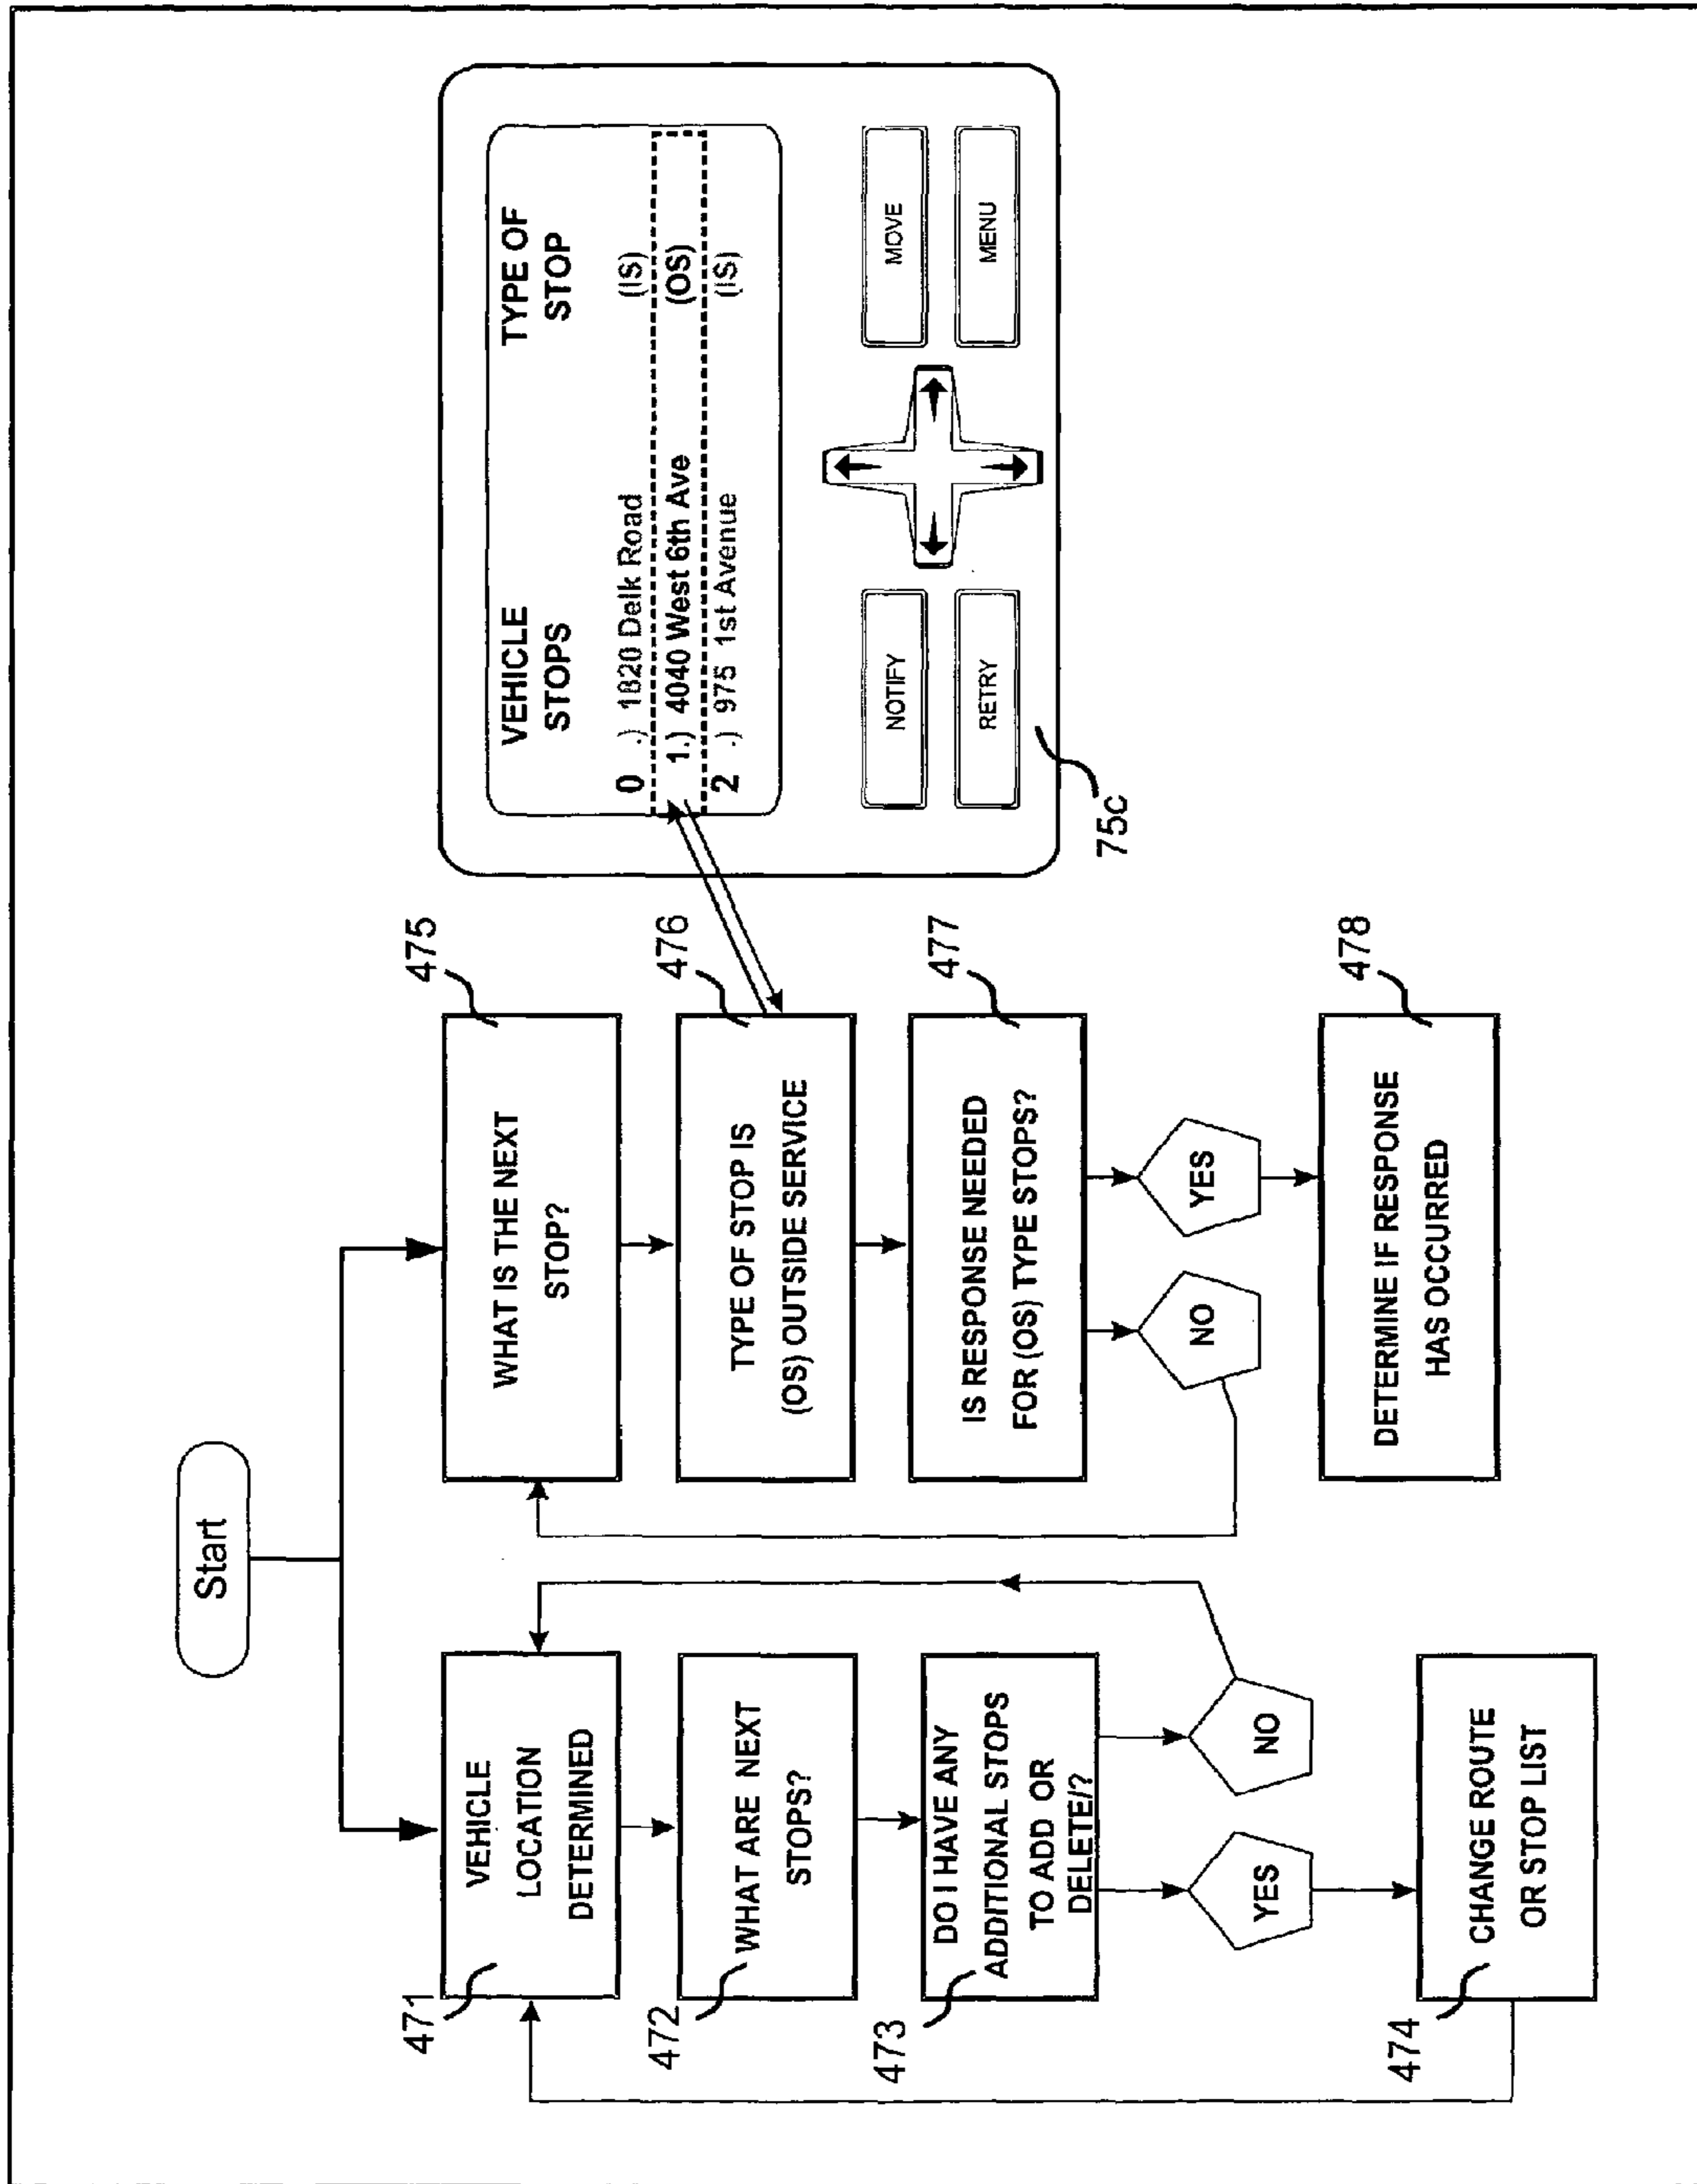 Start
471
VEHICLE
LOCATION
DETERMINED
472
WHAT ARE NEXT
STOPS?
473
DO I HAVE ANY
ADDITIONAL STOPS
TO ADD OR
DELETE/?
YES
NO
474
CHANGE ROUTE
OR STOP LIST
475
WHAT IS THE NEXT
STOP?
476
TYPE OF STOP IS
(OS) OUTSIDE SERVICE
477
IS RESPONSE NEEDED
FOR (OS) TYPE STOPS?
NO
YES
478
DETERMINE IF RESPONSE
HAS OCCURRED
VEHICLE
STOPS
TYPE OF
STOP
0 .) 1820 Delk Road (IS)
1.) 4040 West 6th Ave (OS)
2 .) 975 1st Avenue (IS)
NOTIFY
MOVE
RETRY
MENU
75c